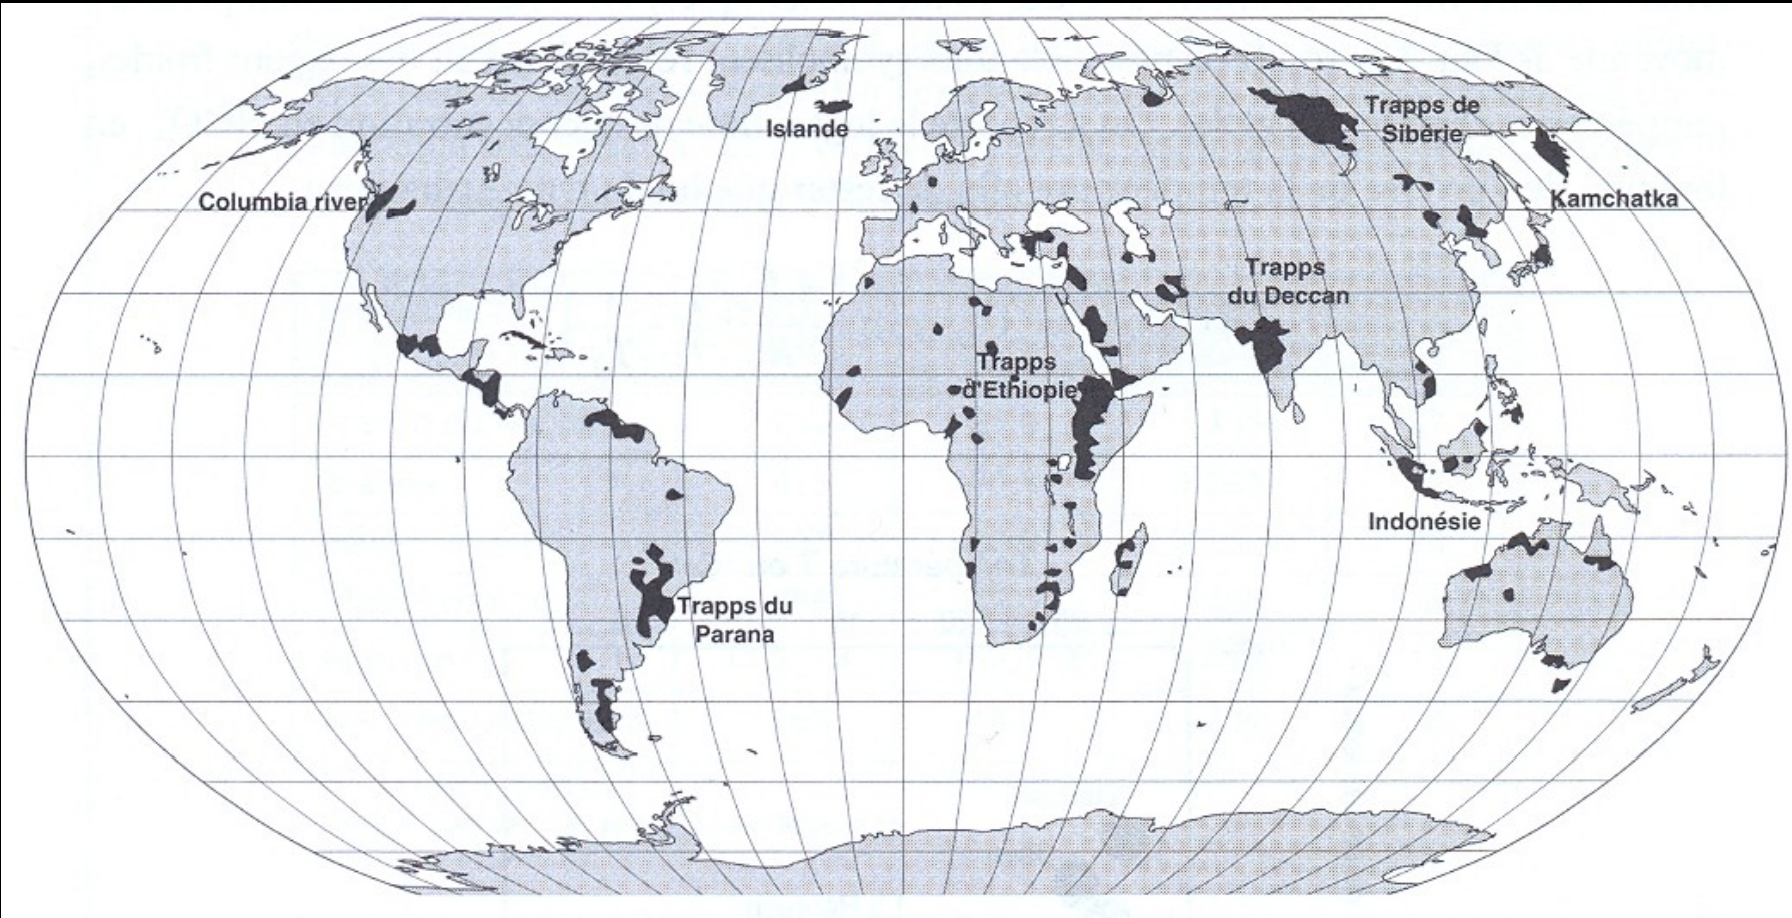 Islande
Trapps de
Sibérie
Columbia river
Kamchatka
Trapps
du Deccan
Trapps
d'Ethiopie
Indonésie
Trapps du
Parana